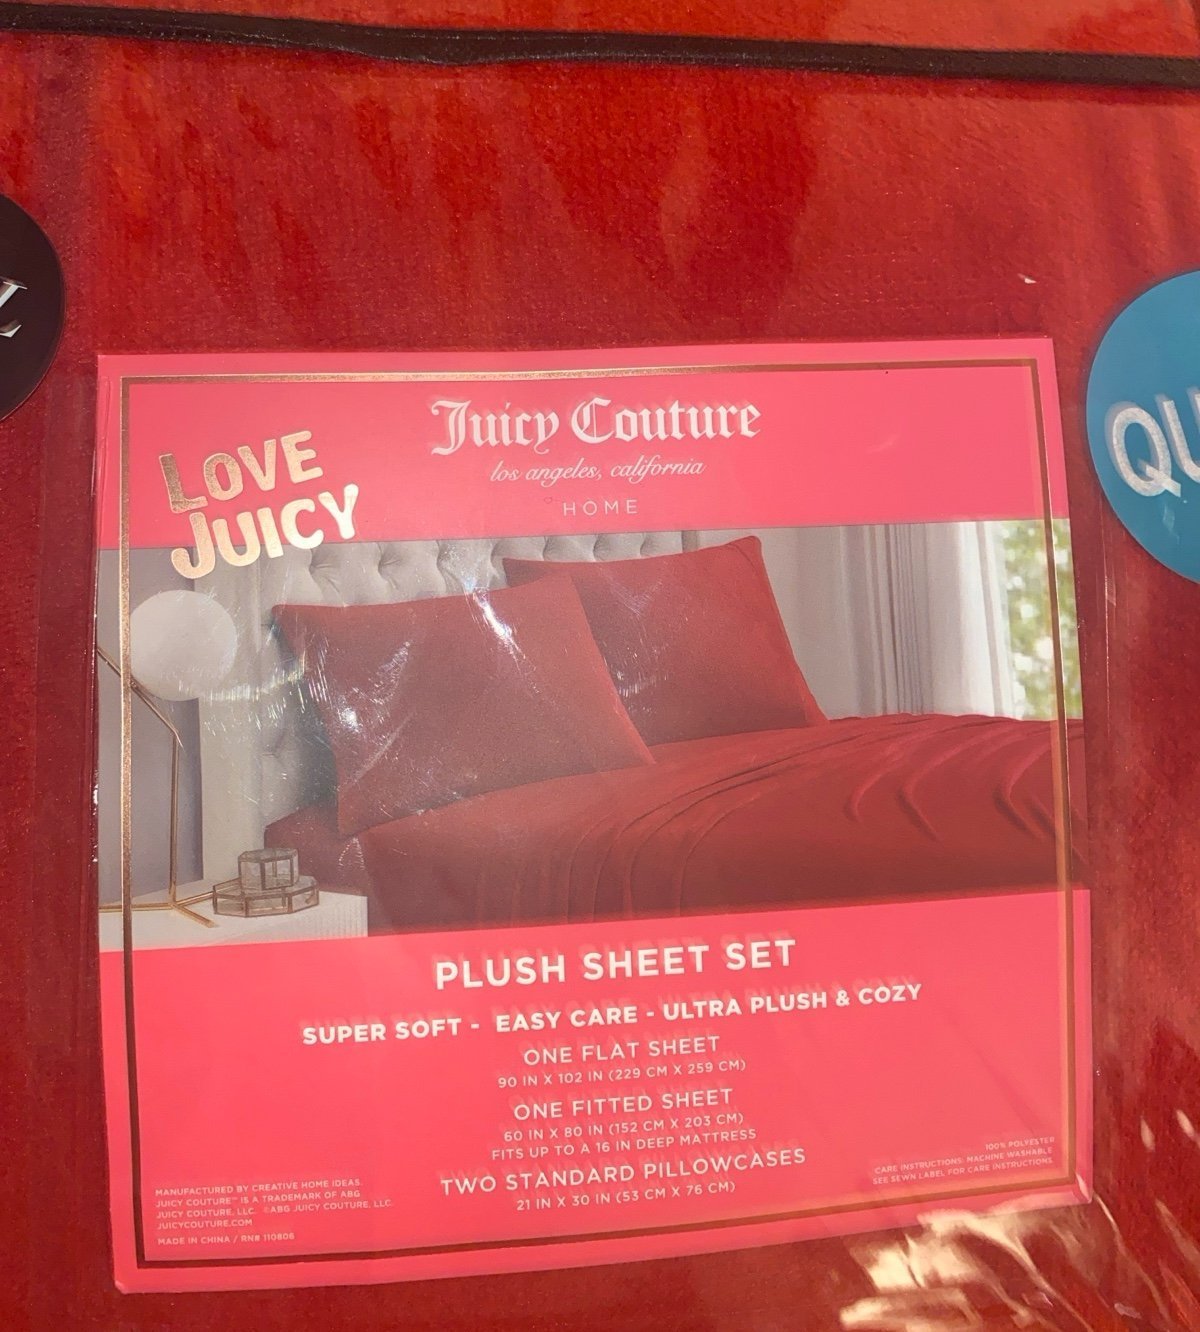 Juicy Couture
los angeles, california
HOME
LOVE
JUICY
QU
PLUSH SHEET SET
SUPER SOFT - EASY CARE - ULTRA PLUSH & COZY
ONE FLAT SHEET
90 IN X 102 IN (229 CM X 259 CM)
ONE FITTED SHEET
60 IN X 80 IN (152 CM X 203 CM)
FITS UP TO A 16 IN DEEP MATTRESS
TWO STANDARD PILLOWCASES
21 IN X 30 IN (53 CM X 76 CM)
MANUFACTURED BY CREATIVE HOME IDEAS.
JUICY COUTURE™ IS A TRADEMARK OF ABG
JUICY COUTURE, LLC. ©ABG JUICY COUTURE, LLC.
JUICYCOUTURE.COM
MADE IN CHINA / RN# 110806
100% POLYESTER
CARE INSTRUCTIONS: MACHINE WASHABLE
SEE SEWN LABEL FOR CARE INSTRUCTIONS.